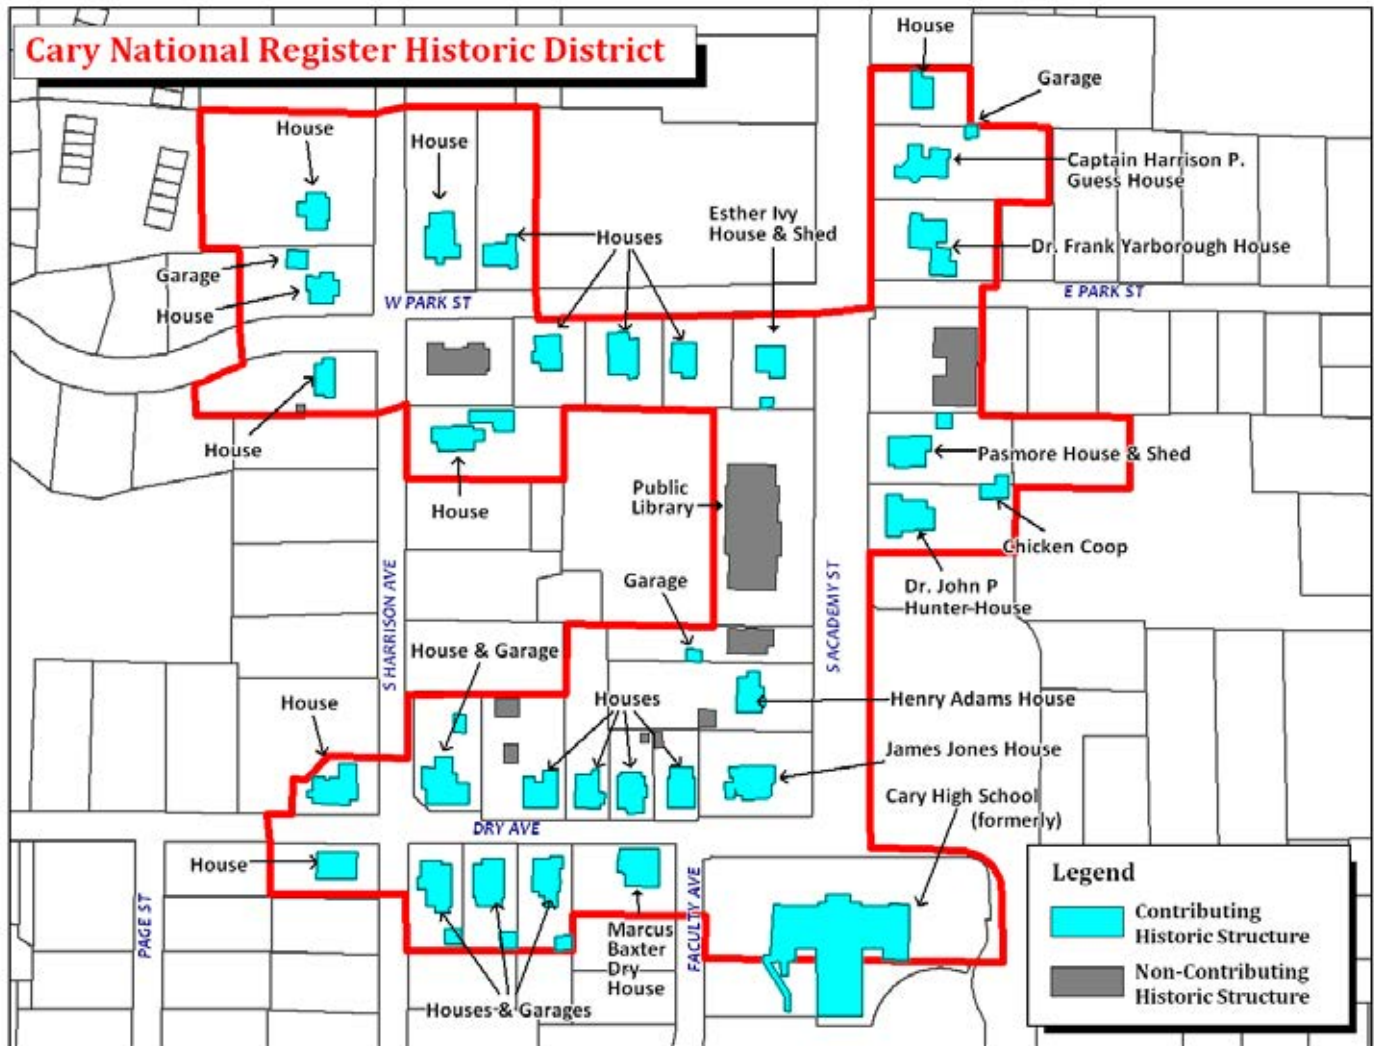 Cary National Register Historic District
House
Garage
House
House
Captain Harrison P.
Guess House
Esther Ivy
House & Shed
Houses
Dr. Frank Yarborough House
Garage
House
W PARK ST
E PARK ST
House
Pasmore House & Shed
Public
Library
House
Chicken Coop
Garage
Dr. John P
Hunter House
S HARRISON AVE
S ACADEMY ST
House & Garage
House
Houses
Henry Adams House
James Jones House
Cary High School
(formerly)
DRY AVE
House
Legend
Contributing
Historic Structure
Non-Contributing
Historic Structure
PAGE ST
FACULTY AVE
Marcus
Baxter
Dry
House
Houses & Garages